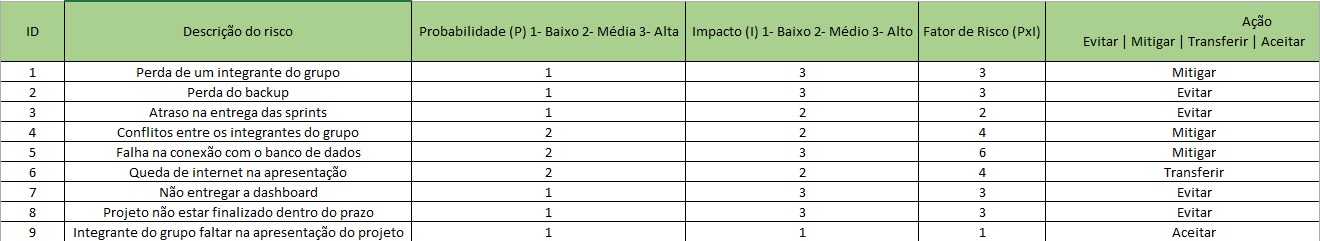 ID Descrição do risco Probabilidade (P) 1- Baixo 2- Média 3- Alta Impacto (I) 1- Baixo 2- Médio 3- Alto Fator de Risco (PxI) Ação
Evitar | Mitigar | Transferir | Aceitar
1 Perda de um integrante do grupo 1 3 3 Mitigar
2 Perda do backup 1 3 3 Evitar
3 Atraso na entrega das sprints 1 2 2 Evitar
4 Conflitos entre os integrantes do grupo 2 2 4 Mitigar
5 Falha na conexão com o banco de dados 2 3 6 Mitigar
6 Queda de internet na apresentação 2 2 4 Transferir
7 Não entregar a dashboard 1 3 3 Evitar
8 Projeto não estar finalizado dentro do prazo 1 3 3 Evitar
9 Integrante do grupo faltar na apresentação do projeto 1 1 1 Aceitar